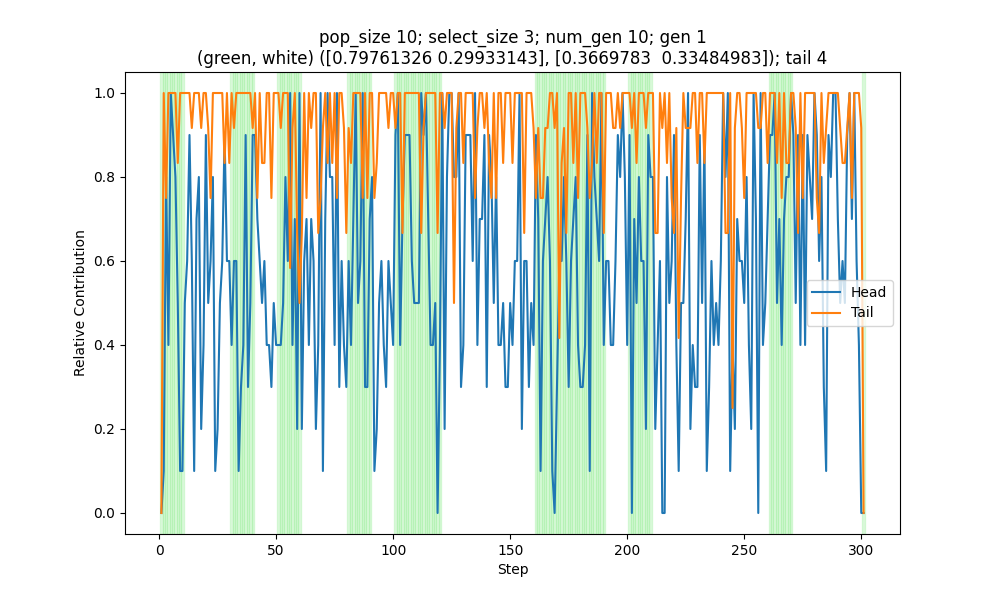 pop_size 10; select_size 3; num_gen 10; gen 1
(green, white) ([0.79761326 0.29933143], [0.3669783  0.33484983]); tail 4
1.0
0.8
0.6
0.4
0.2
0.0
Relative Contribution
Head
Tail
0
50
100
150
200
250
300
Step